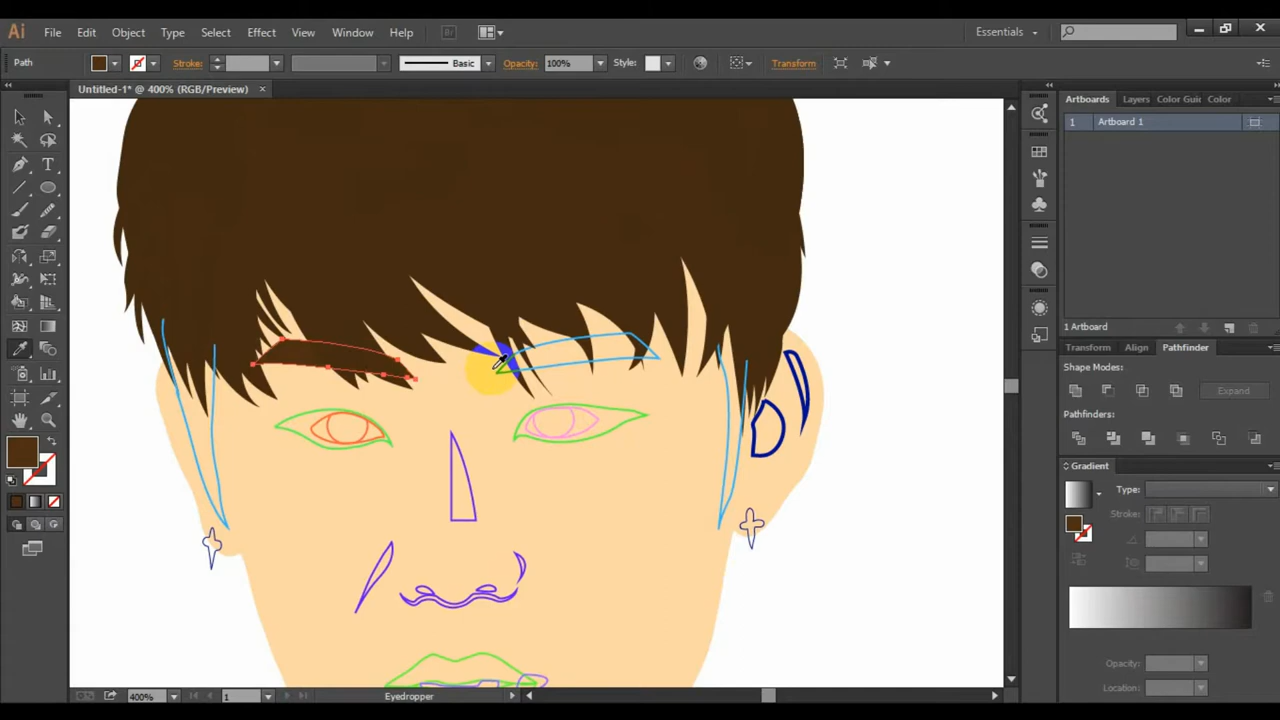 Ai File Edit Object Type Select Effect View Window Help Br Essentials
Path Stroke: Basic Opacity: 100% Style: Transform
Untitled-1* @ 400% (RGB/Preview) ×
Artboards Layers Color Guid Color
1 Artboard 1
1 Artboard
Transform Align Pathfinder
Shape Modes:
Expand
Pathfinders:
Gradient
Type:
Stroke:
Opacity:
Location:
400% 1 Eyedropper